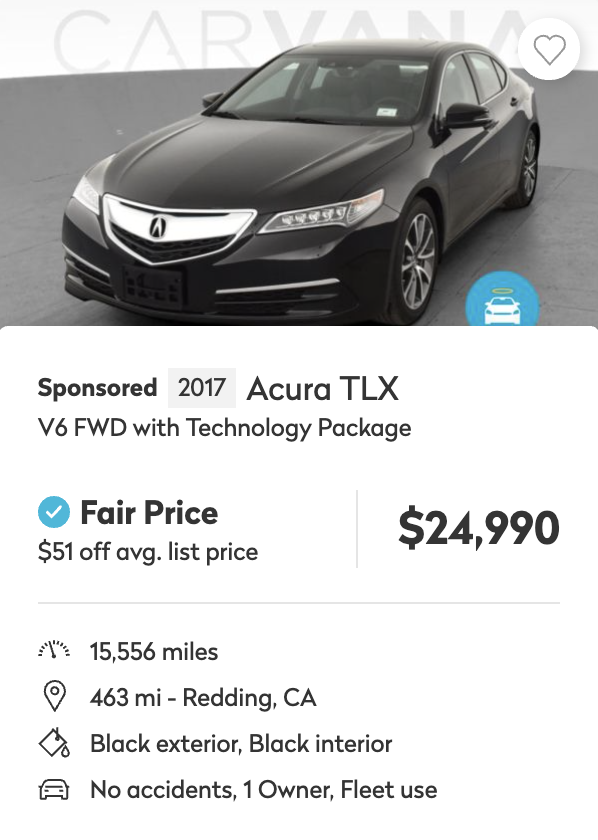 CARVANA
Sponsored 2017 Acura TLX
V6 FWD with Technology Package
Fair Price
$51 off avg. list price
$24,990
15,556 miles
463 mi - Redding, CA
Black exterior, Black interior
No accidents, 1 Owner, Fleet use